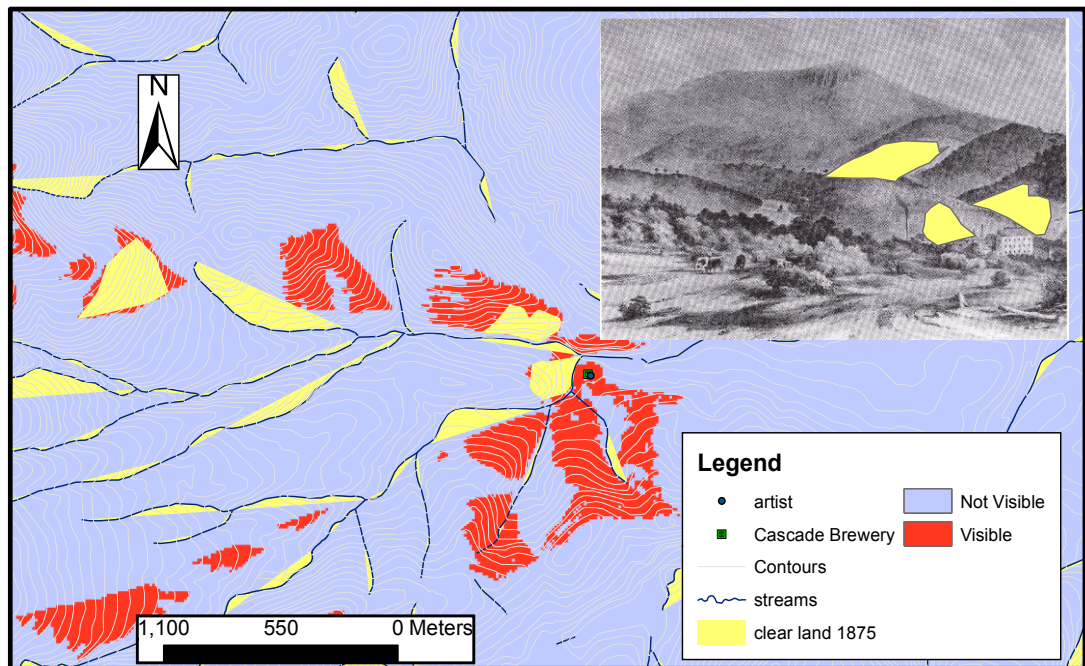 N
Legend
artist
Cascade Brewery
Contours
streams
clear land 1875
Not Visible
Visible
1,100 550 0 Meters